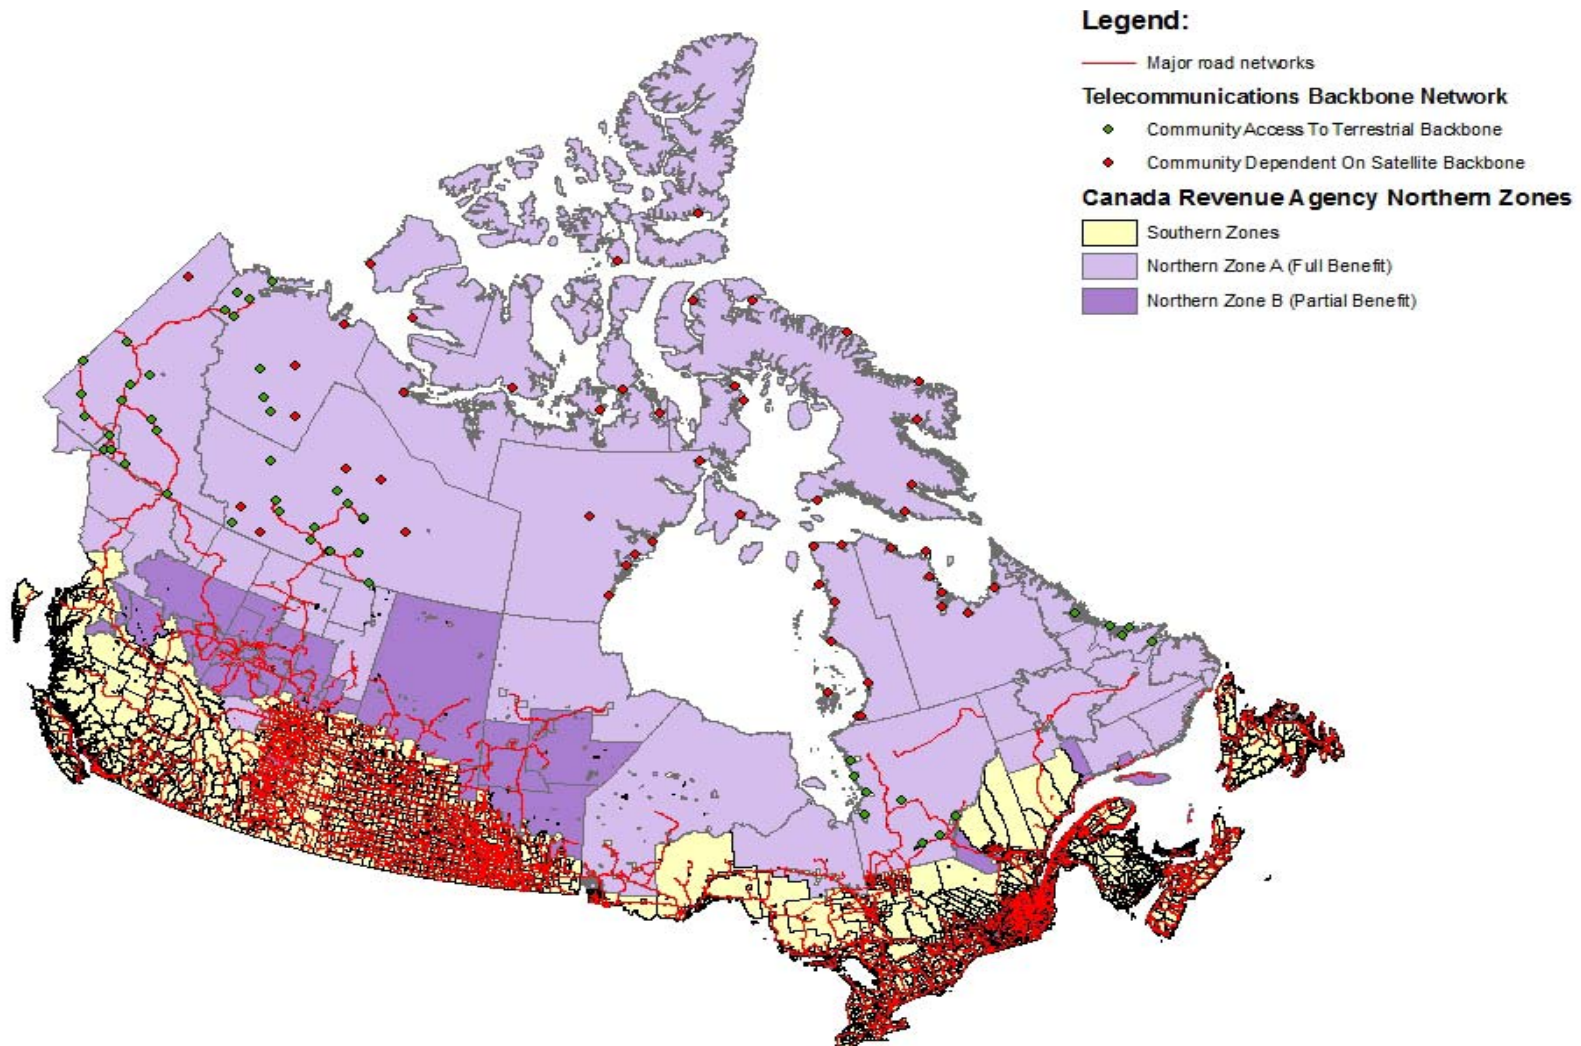 Legend:
Major road networks
Telecommunications Backbone Network
Community Access To Terrestrial Backbone
Community Dependent On Satellite Backbone
Canada Revenue Agency Northern Zones
Southern Zones
Northern Zone A (Full Benefit)
Northern Zone B (Partial Benefit)